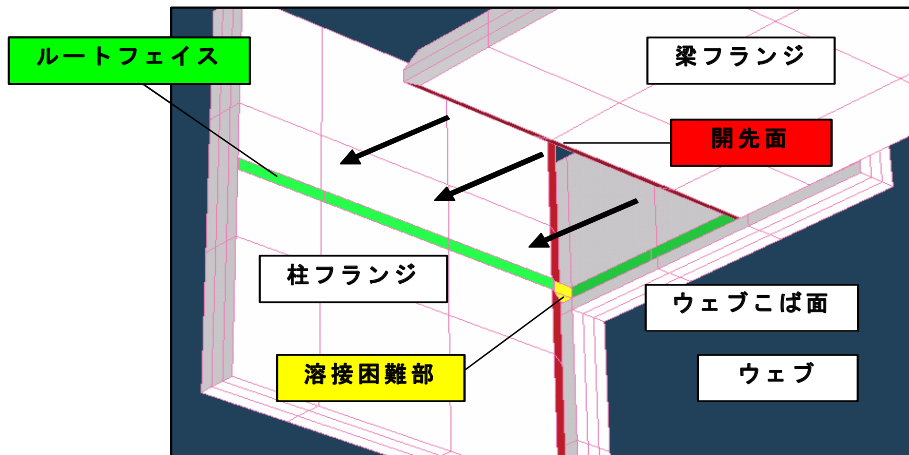 ルートフェイス
梁フランジ
開先面
柱フランジ
ウェブこば面
溶接困難部
ウェブ